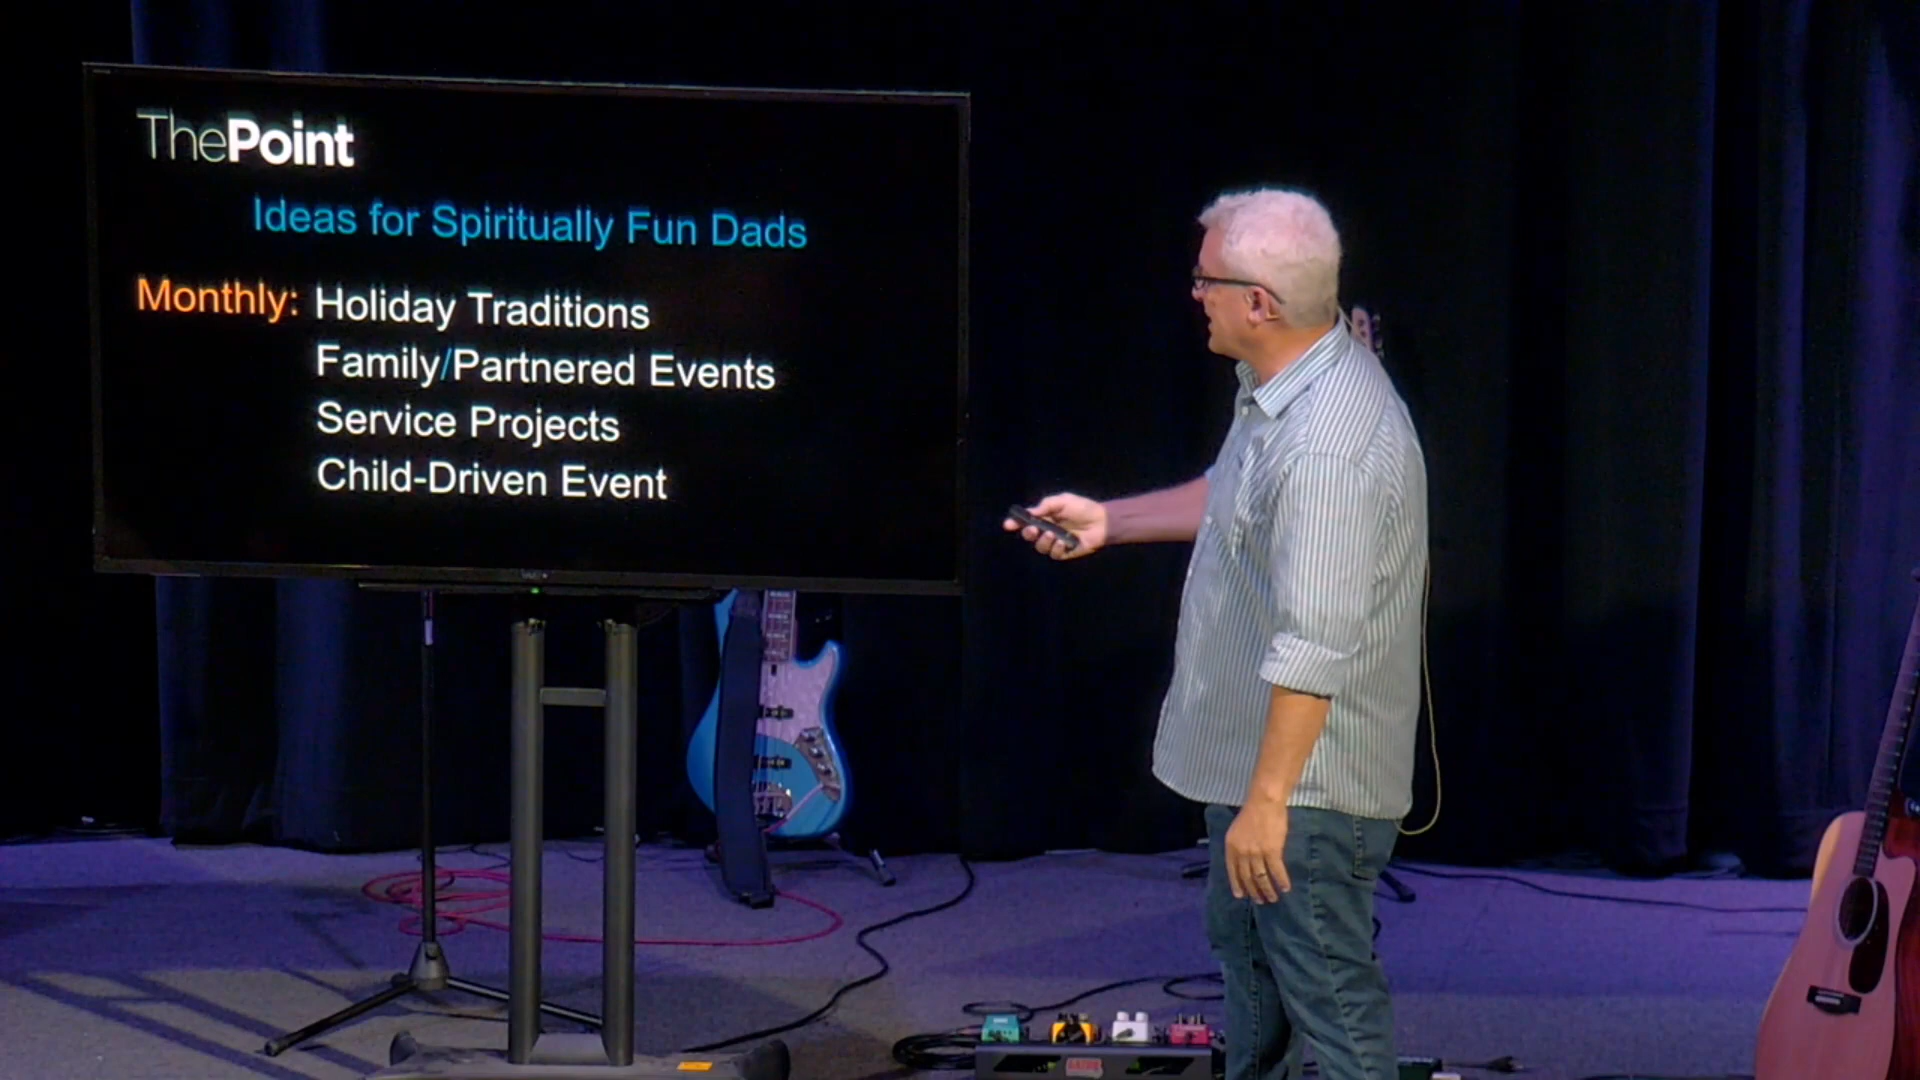 ThePoint
Ideas for Spiritually Fun Dads
Monthly: Holiday Traditions
Family/Partnered Events
Service Projects
Child-Driven Event